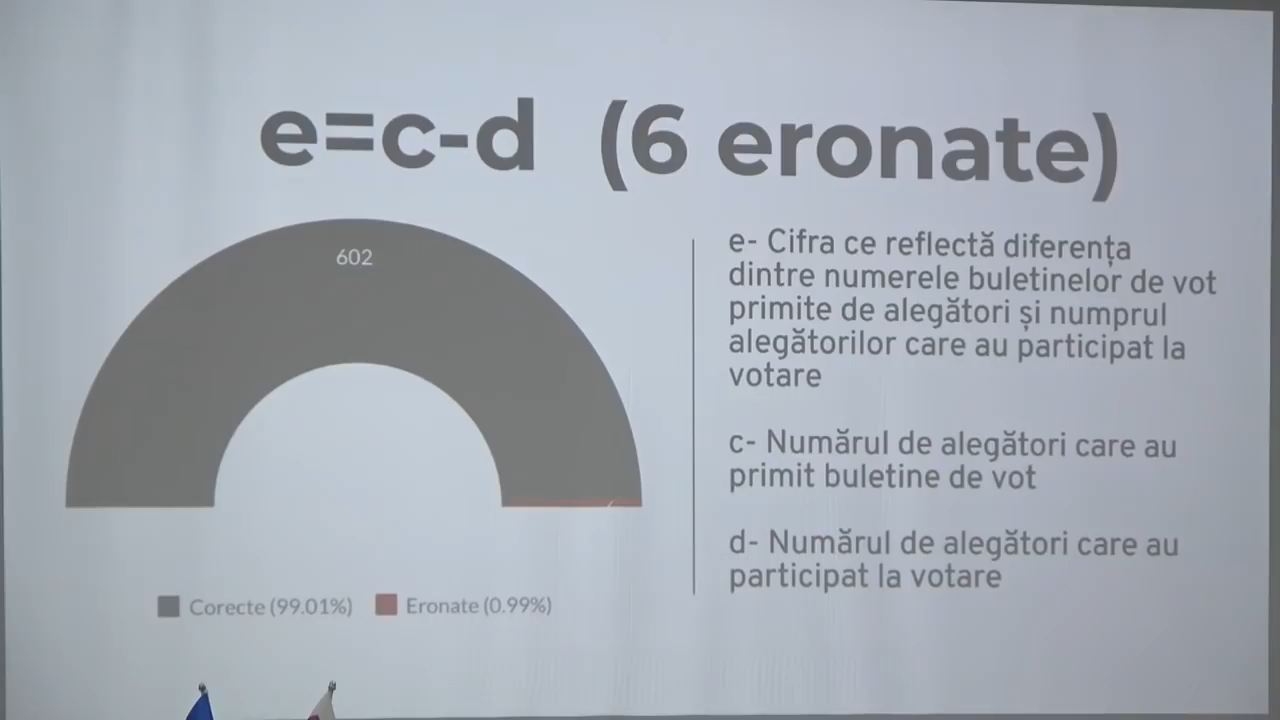 e=c-d (6 eronate)
602
e- Cifra ce reflectă diferența
dintre numerele buletinelor de vot
primite de alegători și numprul
alegătorilor care au participat la
votare
c- Numărul de alegători care au
primit buletine de vot
d- Numărul de alegători care au
participat la votare
Corecte (99.01%)
Eronate (0.99%)